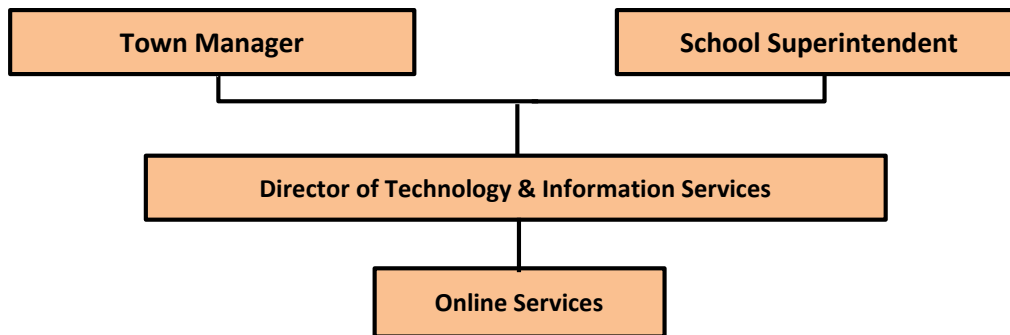 Town Manager
School Superintendent
Director of Technology & Information Services
Online Services